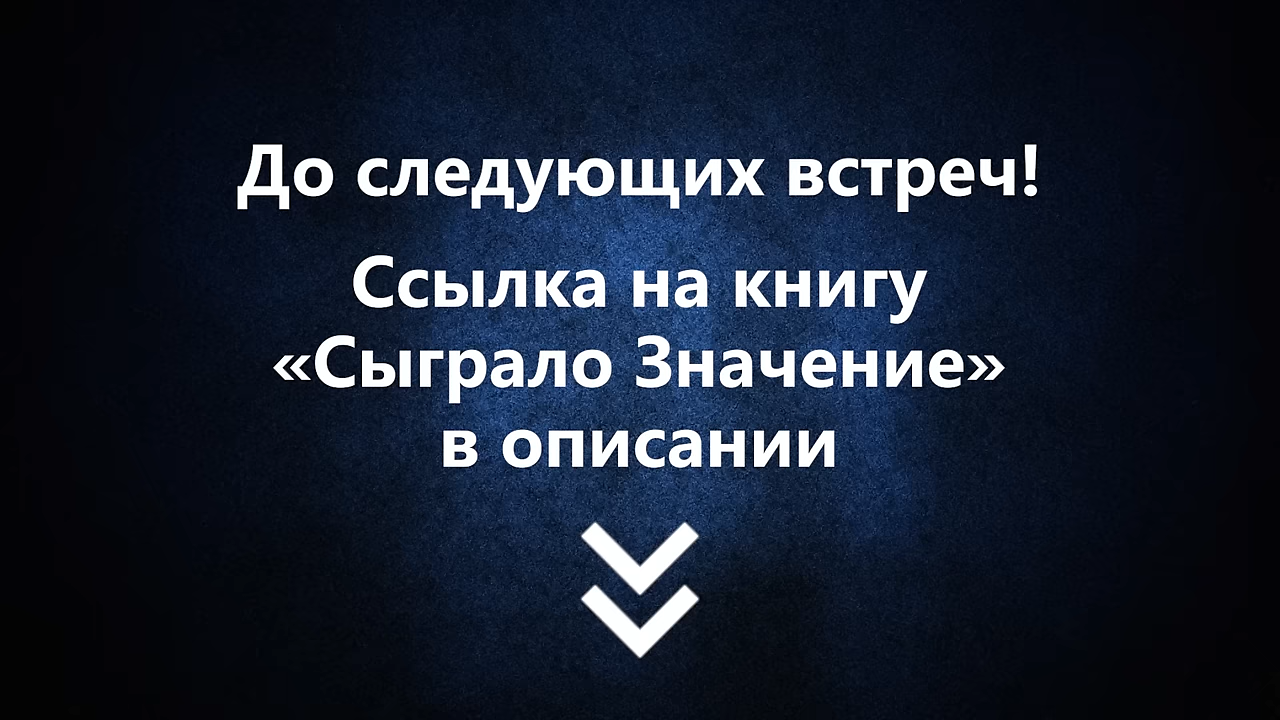 До следующих встреч!
Ссылка на книгу
«Сыграло Значение»
в описании